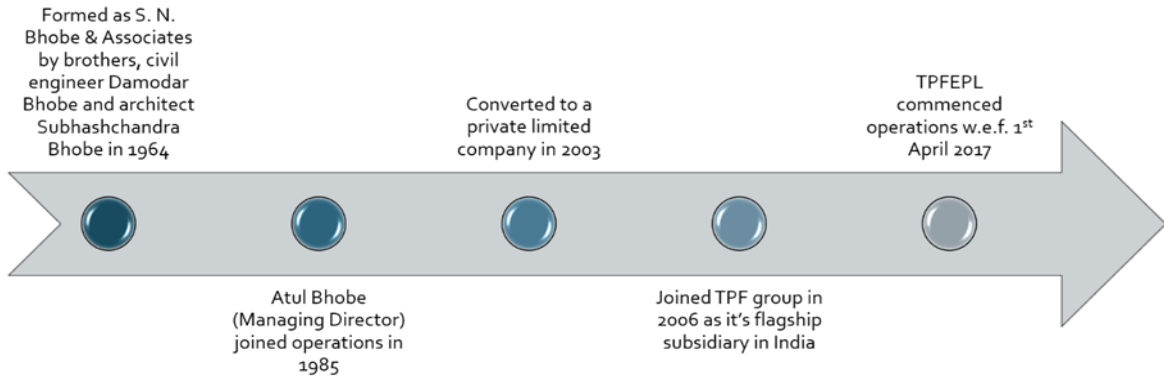 Formed as S. N.
Bhobe & Associates
by brothers, civil
engineer Damodar
Bhobe and architect
Subhashchandra
Bhobe in 1964
Atul Bhobe
(Managing Director)
joined operations in
1985
Converted to a
private limited
company in 2003
Joined TPF group in
2006 as it's flagship
subsidiary in India
TPFEPL
commenced
operations w.e.f. 1st
April 2017